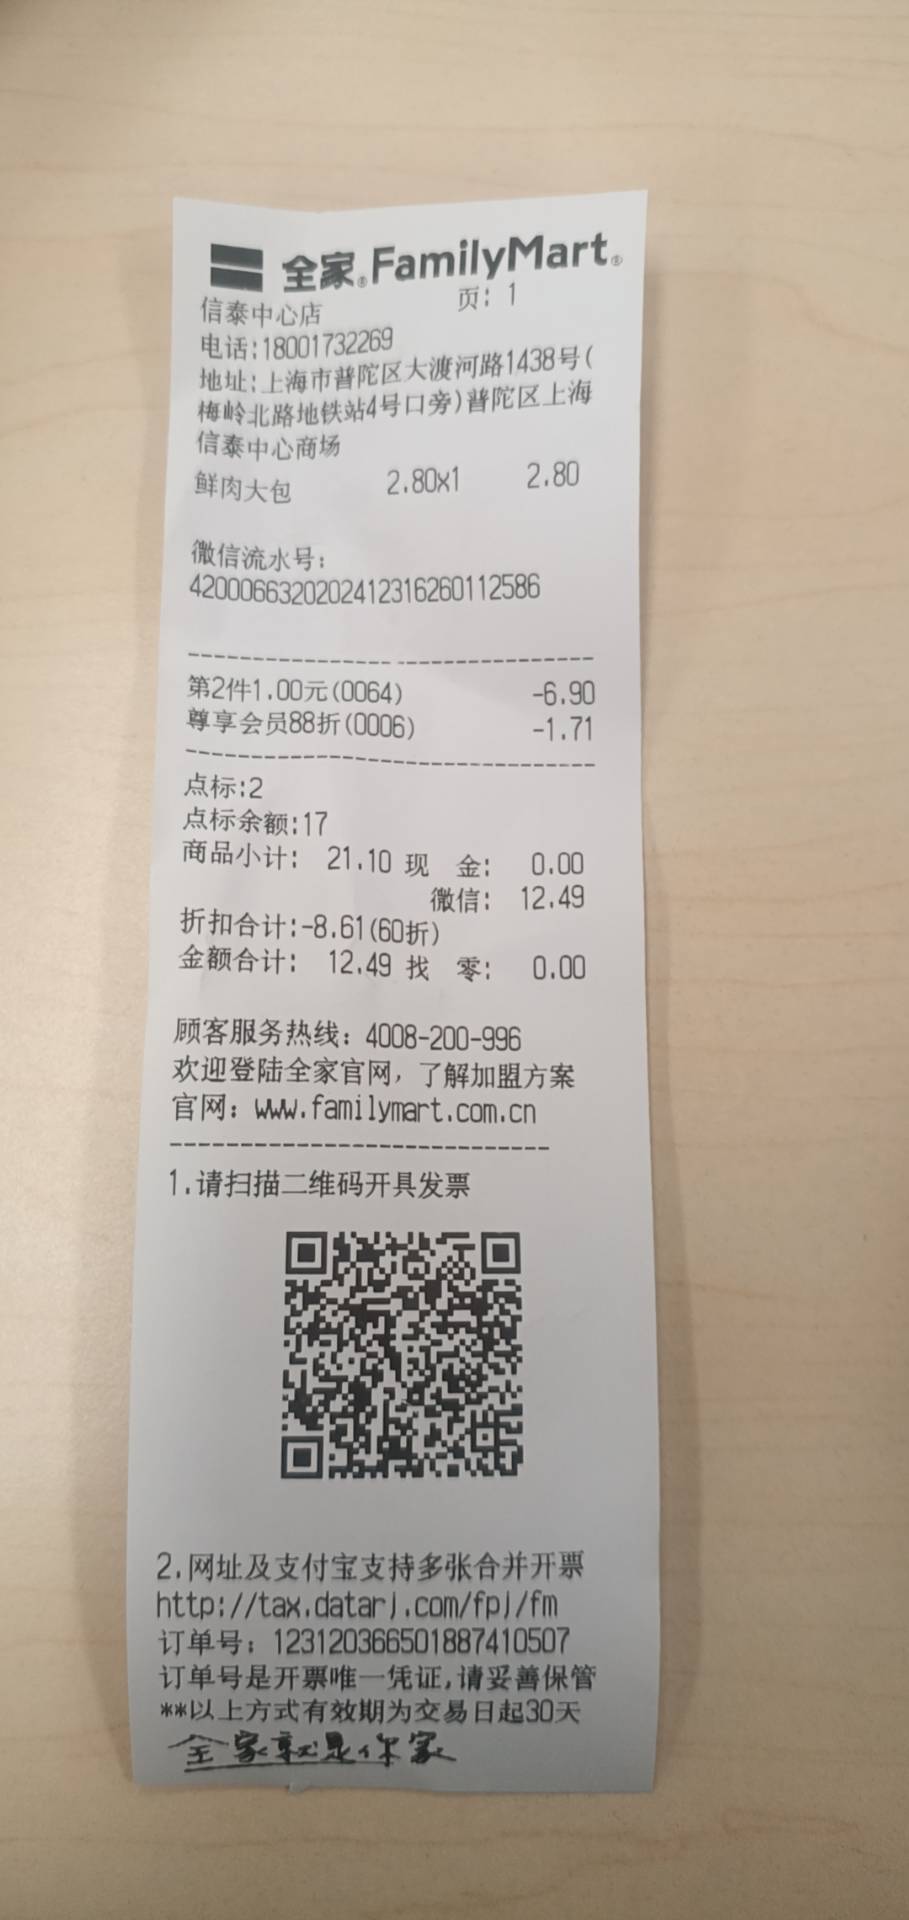 全家®FamilyMart®
页: 1
信泰中心店
电话:18001732269
地址:上海市普陀区大渡河路1438号(
梅岭北路地铁站4号口旁)普陀区上海
信泰中心商场
鲜肉大包 2.80x1 2.80
微信流水号:
4200066320202412316260112586
--------------------------------
第2件1.00元(0064) -6.90
尊享会员88折(0006) -1.71
--------------------------------
点标:2
点标余额:17
商品小计: 21.10 现 金: 0.00
微信: 12.49
折扣合计:-8.61(60折)
金额合计: 12.49 找 零: 0.00
顾客服务热线: 4008-200-996
欢迎登陆全家官网, 了解加盟方案
官网: www.familymart.com.cn
----------------------------
1.请扫描二维码开具发票
2.网址及支付宝支持多张合并开票
http://tax.datarj.com/fpj/fm
订单号: 1231203665018874105​07
订单号是开票唯一凭证,请妥善保管
**以上方式有效期为交易日起30天
全家就是你家